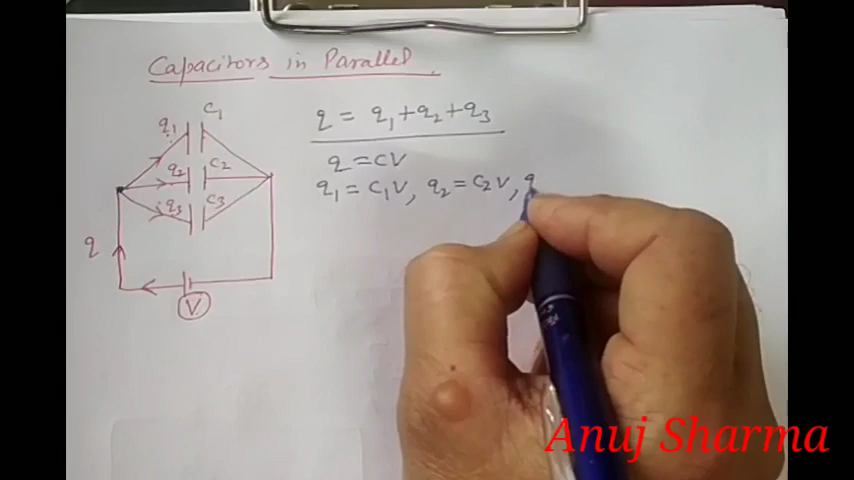 Capacitors in Parallel
q = q₁+q₂+q₃
q = CV
q₁ = C₁V, q₂ = C₂V, q
C₁
q₁
C₂
q₂
C₃
q₃
q
V
Anuj Sharma